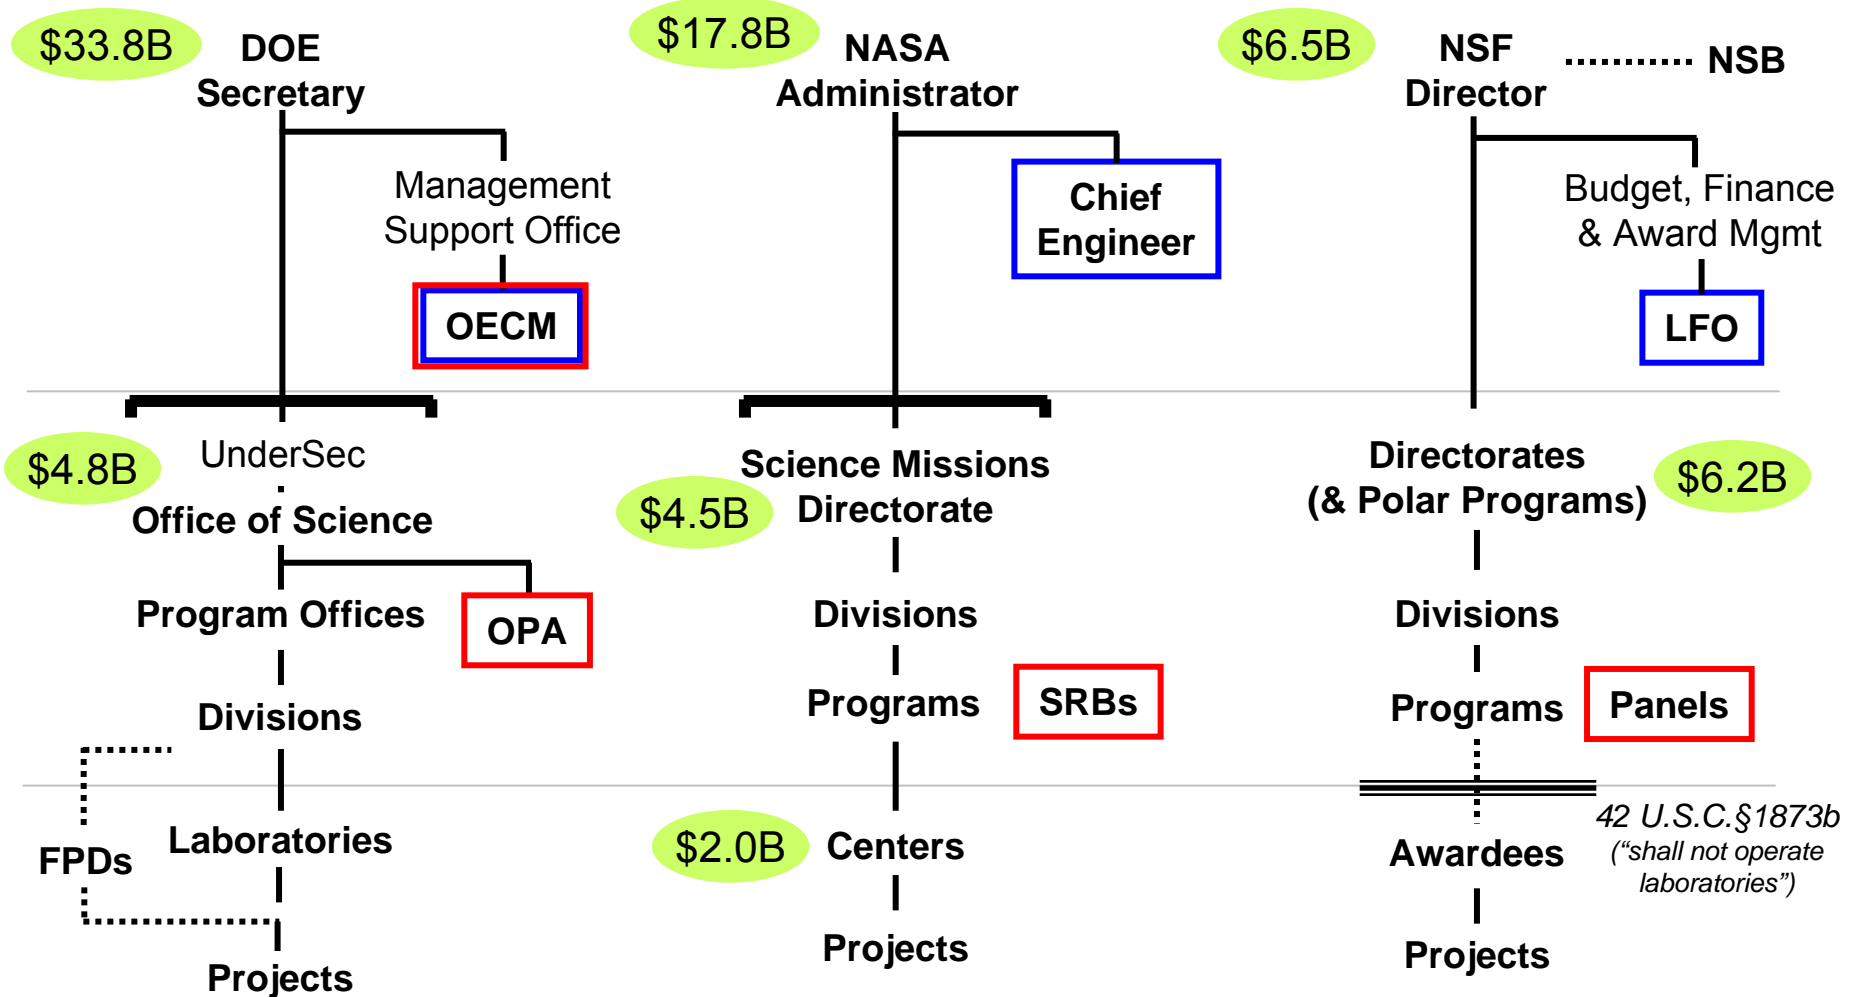 $33.8B
DOE
Secretary
Management
Support Office
OECM
$4.8B
UnderSec
Office of Science
Program Offices
OPA
Divisions
FPDs
Laboratories
Projects
$17.8B
NASA
Administrator
Chief
Engineer
Science Missions
Directorate
$4.5B
Divisions
Programs
SRBs
$2.0B
Centers
Projects
$6.5B
NSF
Director
NSB
Budget, Finance
& Award Mgmt
LFO
Directorates
(& Polar Programs)
$6.2B
Divisions
Programs
Panels
42 U.S.C.§1873b
(“shall not operate
laboratories”)
Awardees
Projects